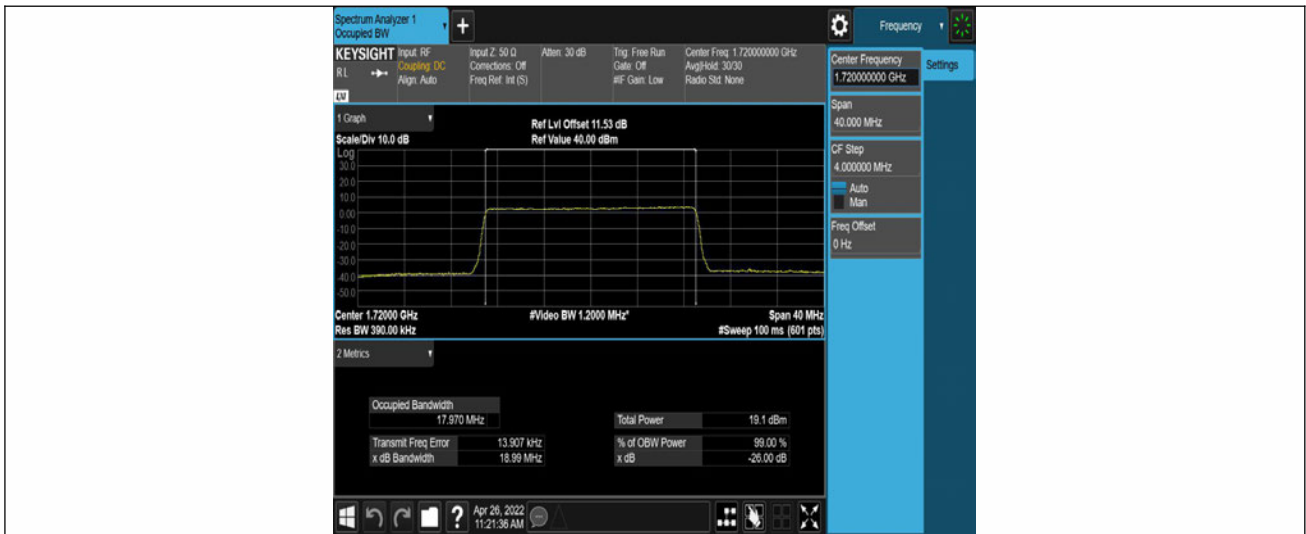 Spectrum Analyzer 1
Occupied BW
Frequency
KEYSIGHT
Input: RF
Coupling: DC
Align: Auto
Input Z: 50 Ω
Corrections: Off
Freq Ref: Int (S)
Atten: 30 dB
Trig: Free Run
Gate: Off
#IF Gain: Low
Center Freq: 1.720000000 GHz
Avg|Hold: 30/30
Radio Std: None
RL
LXI
1 Graph
Scale/Div 10.0 dB
Ref Lvl Offset 11.53 dB
Ref Value 40.00 dBm
Log
30.0
20.0
10.0
0.00
-10.0
-20.0
-30.0
-40.0
-50.0
Center 1.72000 GHz
Res BW 390.00 kHz
#Video BW 1.2000 MHz*
Span 40 MHz
#Sweep 100 ms (601 pts)
2 Metrics
Occupied Bandwidth
17.970 MHz
Total Power 19.1 dBm
Transmit Freq Error 13.907 kHz
% of OBW Power 99.00 %
x dB Bandwidth 18.99 MHz
x dB -26.00 dB
Apr 26, 2022
11:21:36 AM
Center Frequency
1.720000000 GHz
Settings
Span
40.000 MHz
CF Step
4.000000 MHz
Auto
Man
Freq Offset
0 Hz